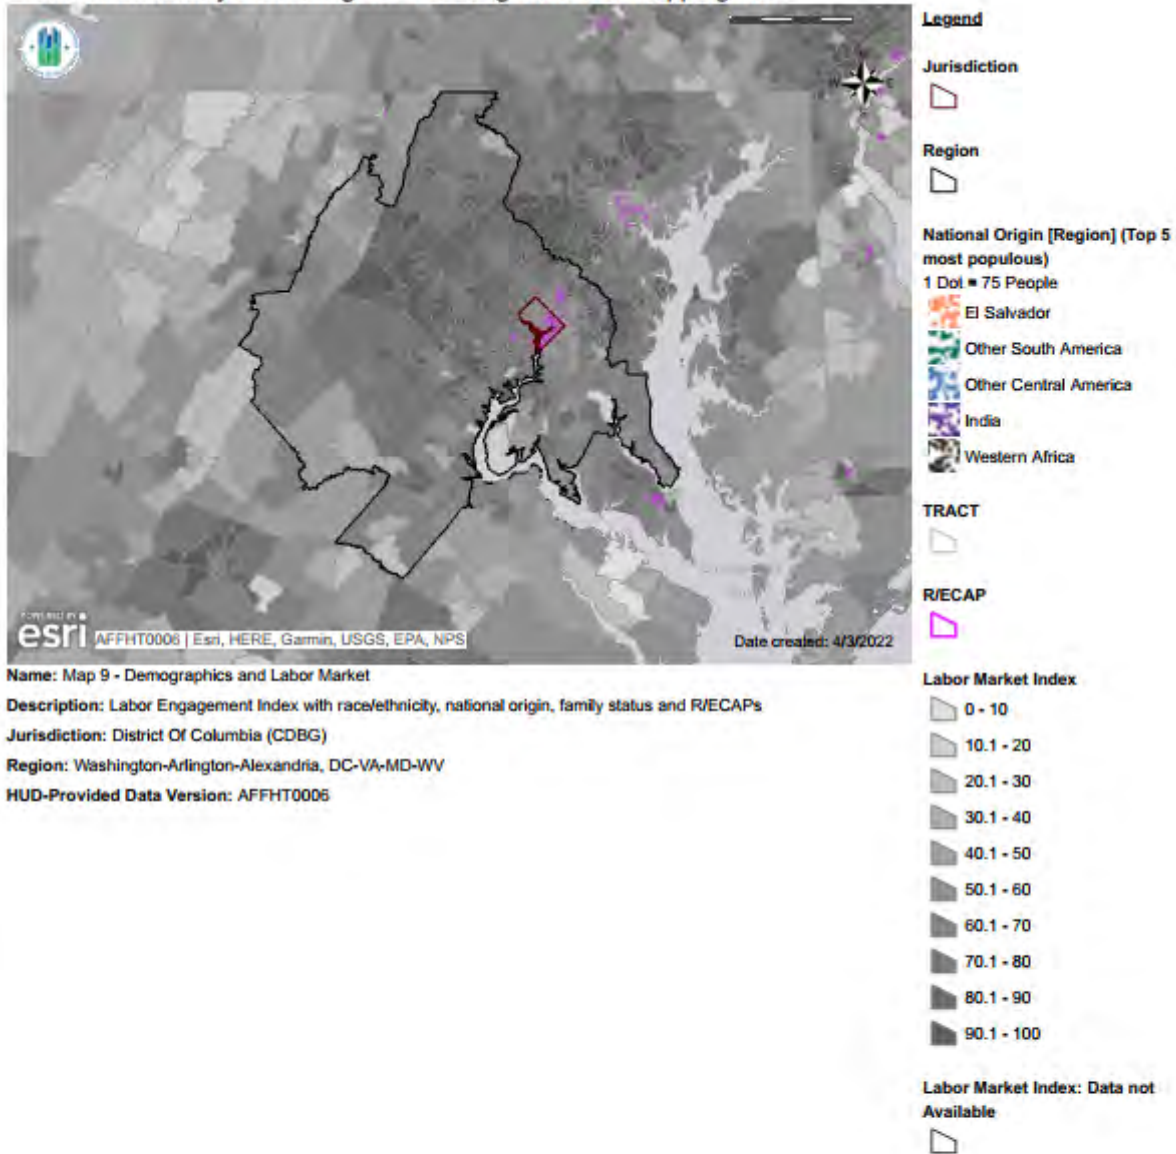 Legend
Jurisdiction
Region
National Origin [Region] (Top 5
most populous)
1 Dot = 75 People
El Salvador
Other South America
Other Central America
India
Western Africa
TRACT
R/ECAP
Labor Market Index
0 - 10
10.1 - 20
20.1 - 30
30.1 - 40
40.1 - 50
50.1 - 60
60.1 - 70
70.1 - 80
80.1 - 90
90.1 - 100
Labor Market Index: Data not
Available
POWERED BY
esri
AFFHT0006 | Esri, HERE, Garmin, USGS, EPA, NPS
Date created: 4/3/2022
Name: Map 9 - Demographics and Labor Market
Description: Labor Engagement Index with race/ethnicity, national origin, family status and R/ECAPs
Jurisdiction: District Of Columbia (CDBG)
Region: Washington-Arlington-Alexandria, DC-VA-MD-WV
HUD-Provided Data Version: AFFHT0006